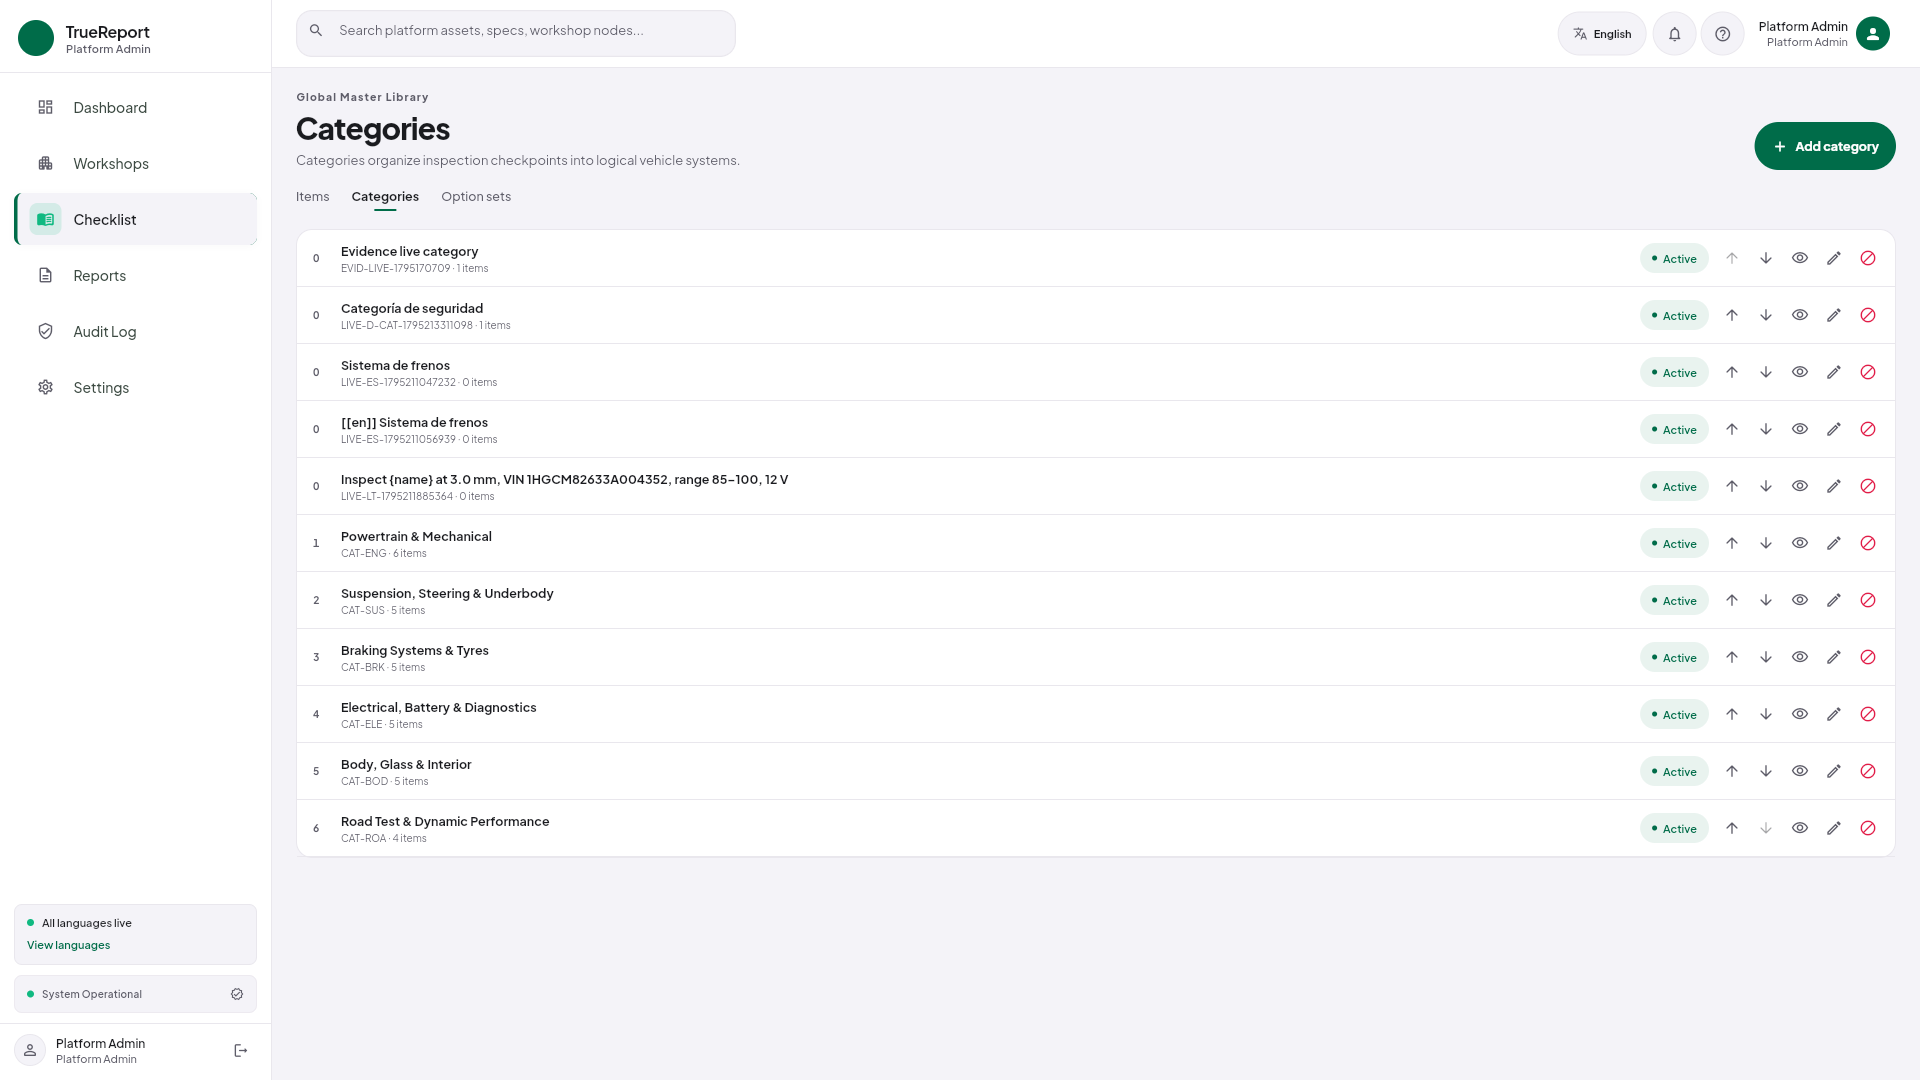 TrueReport
Platform Admin
Search platform assets, specs, workshop nodes...
English
Platform Admin
Platform Admin
Dashboard
Workshops
Checklist
Reports
Audit Log
Settings
Global Master Library
Categories
Categories organize inspection checkpoints into logical vehicle systems.
Add category
Items
Categories
Option sets
0
Evidence live category
EVID-LIVE-1795170709 · 1 items
Active
0
Categoría de seguridad
LIVE-D-CAT-1795213311098 · 1 items
Active
0
Sistema de frenos
LIVE-ES-1795211047232 · 0 items
Active
0
[[en]] Sistema de frenos
LIVE-ES-1795211056939 · 0 items
Active
0
Inspect {name} at 3.0 mm, VIN 1HGCM82633A004352, range 85–100, 12 V
LIVE-LT-1795211885364 · 0 items
Active
1
Powertrain & Mechanical
CAT-ENG · 6 items
Active
2
Suspension, Steering & Underbody
CAT-SUS · 5 items
Active
3
Braking Systems & Tyres
CAT-BRK · 5 items
Active
4
Electrical, Battery & Diagnostics
CAT-ELE · 5 items
Active
5
Body, Glass & Interior
CAT-BOD · 5 items
Active
6
Road Test & Dynamic Performance
CAT-ROA · 4 items
Active
All languages live
View languages
System Operational
Platform Admin
Platform Admin